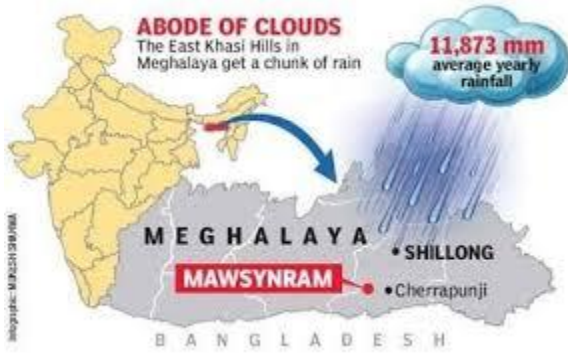 ABODE OF CLOUDS
The East Khasi Hills in
Meghalaya get a chunk of rain
11,873 mm
average yearly
rainfall
MEGHALAYA
• SHILLONG
MAWSYNRAM
• Cherrapunji
BANGLADESH